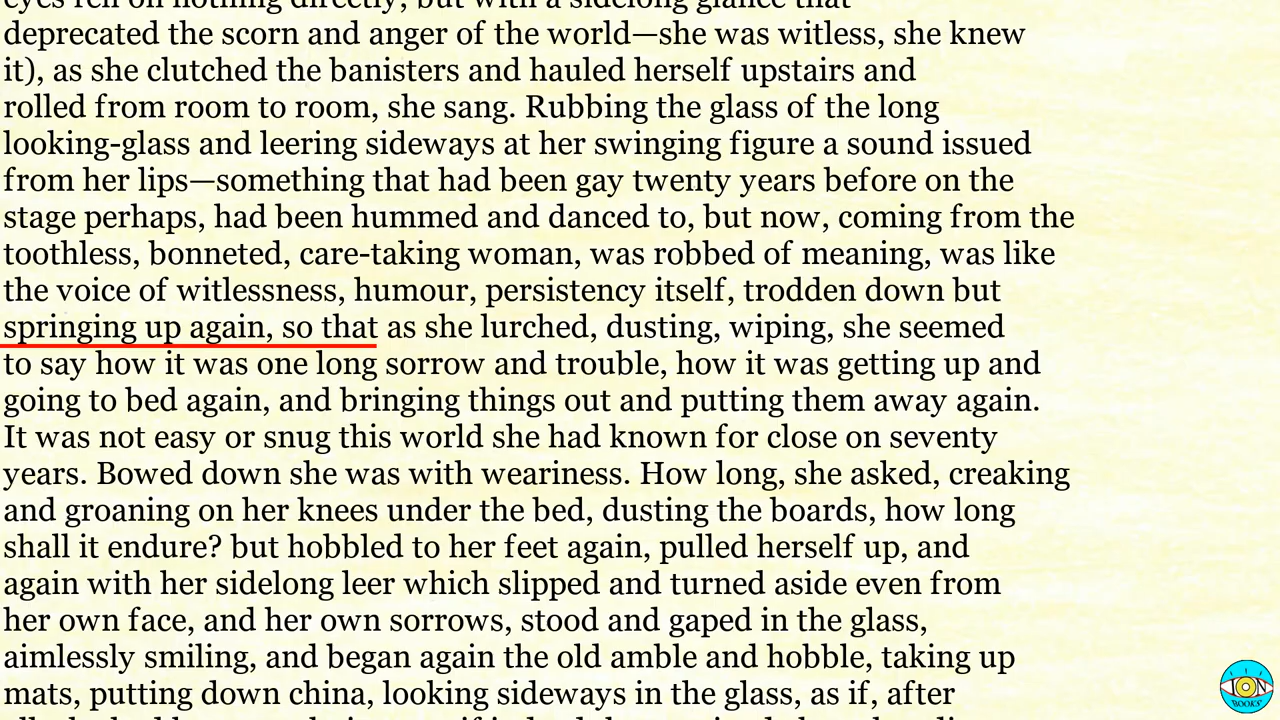 eyes fell on nothing directly, but with a sidelong glance that
deprecated the scorn and anger of the world—she was witless, she knew
it), as she clutched the banisters and hauled herself upstairs and
rolled from room to room, she sang. Rubbing the glass of the long
looking-glass and leering sideways at her swinging figure a sound issued
from her lips—something that had been gay twenty years before on the
stage perhaps, had been hummed and danced to, but now, coming from the
toothless, bonneted, care-taking woman, was robbed of meaning, was like
the voice of witlessness, humour, persistency itself, trodden down but
springing up again, so that as she lurched, dusting, wiping, she seemed
to say how it was one long sorrow and trouble, how it was getting up and
going to bed again, and bringing things out and putting them away again.
It was not easy or snug this world she had known for close on seventy
years. Bowed down she was with weariness. How long, she asked, creaking
and groaning on her knees under the bed, dusting the boards, how long
shall it endure? but hobbled to her feet again, pulled herself up, and
again with her sidelong leer which slipped and turned aside even from
her own face, and her own sorrows, stood and gaped in the glass,
aimlessly smiling, and began again the old amble and hobble, taking up
mats, putting down china, looking sideways in the glass, as if, after
ION
BOOKS